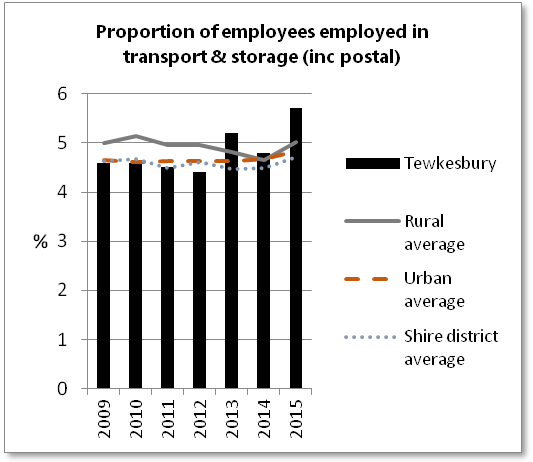 Proportion of employees employed in
transport & storage (inc postal)
6
5
4
3
2
1
0
%
2009
2010
2011
2012
2013
2014
2015
Tewkesbury
Rural
average
Urban
average
Shire district
average